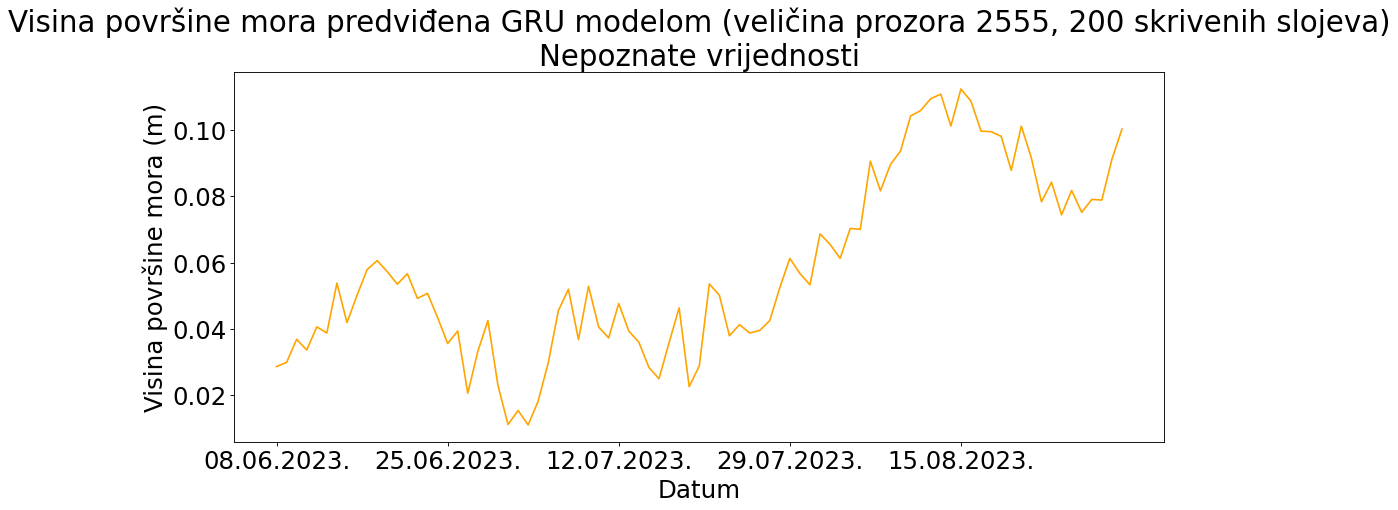 Visina površine mora predviđena GRU modelom (veličina prozora 2555, 200 skrivenih slojeva)
Nepoznate vrijednosti
Visina površine mora (m)
0.10
0.08
0.06
0.04
0.02
08.06.2023. 25.06.2023. 12.07.2023. 29.07.2023. 15.08.2023.
Datum